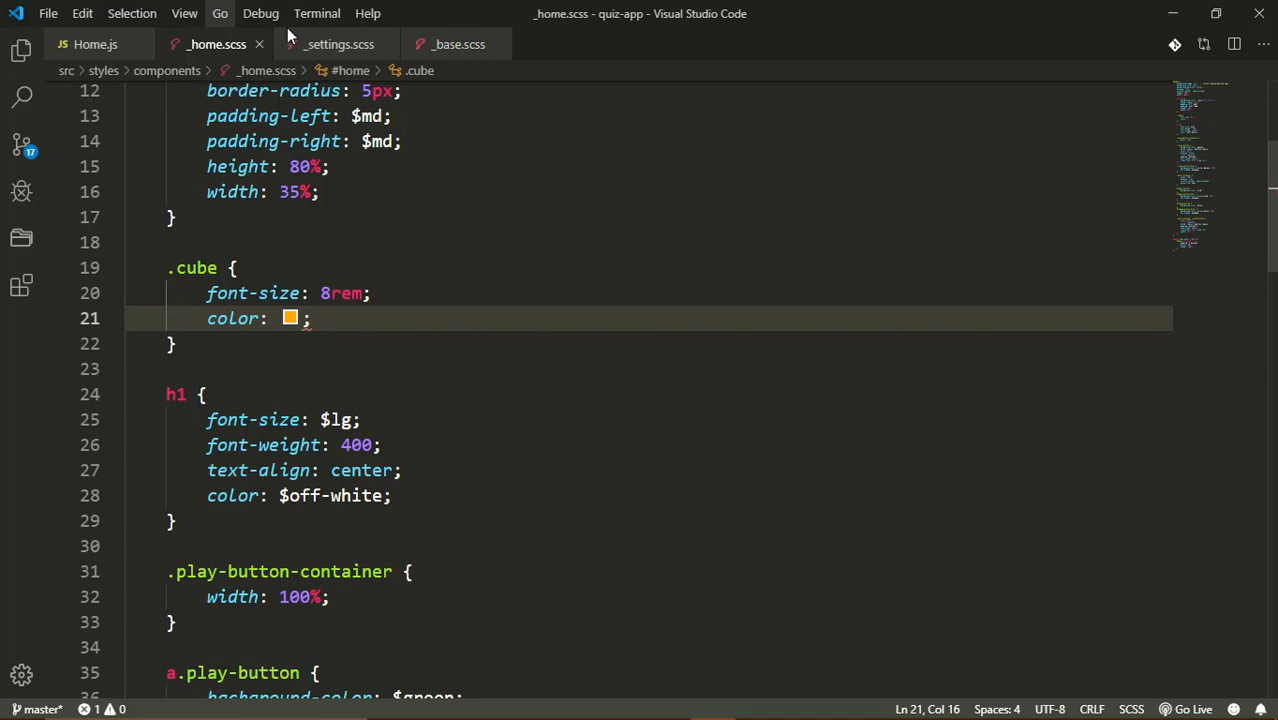 File Edit Selection View Go Debug Terminal Help _home.scss - quiz-app - Visual Studio Code
JS Home.js _home.scss _settings.scss _base.scss
src > styles > components > _home.scss > #home > .cube
12 border-radius: 5px;
13 padding-left: $md;
14 padding-right: $md;
15 height: 80%;
16 width: 35%;
17 }
18
19 .cube {
20 font-size: 8rem;
21 color: ;
22 }
23
24 h1 {
25 font-size: $lg;
26 font-weight: 400;
27 text-align: center;
28 color: $off-white;
29 }
30
31 .play-button-container {
32 width: 100%;
33 }
34
35 a.play-button {
36 background-color: $green;
17
master* 1 0 Ln 21, Col 16 Spaces: 4 UTF-8 CRLF SCSS Go Live